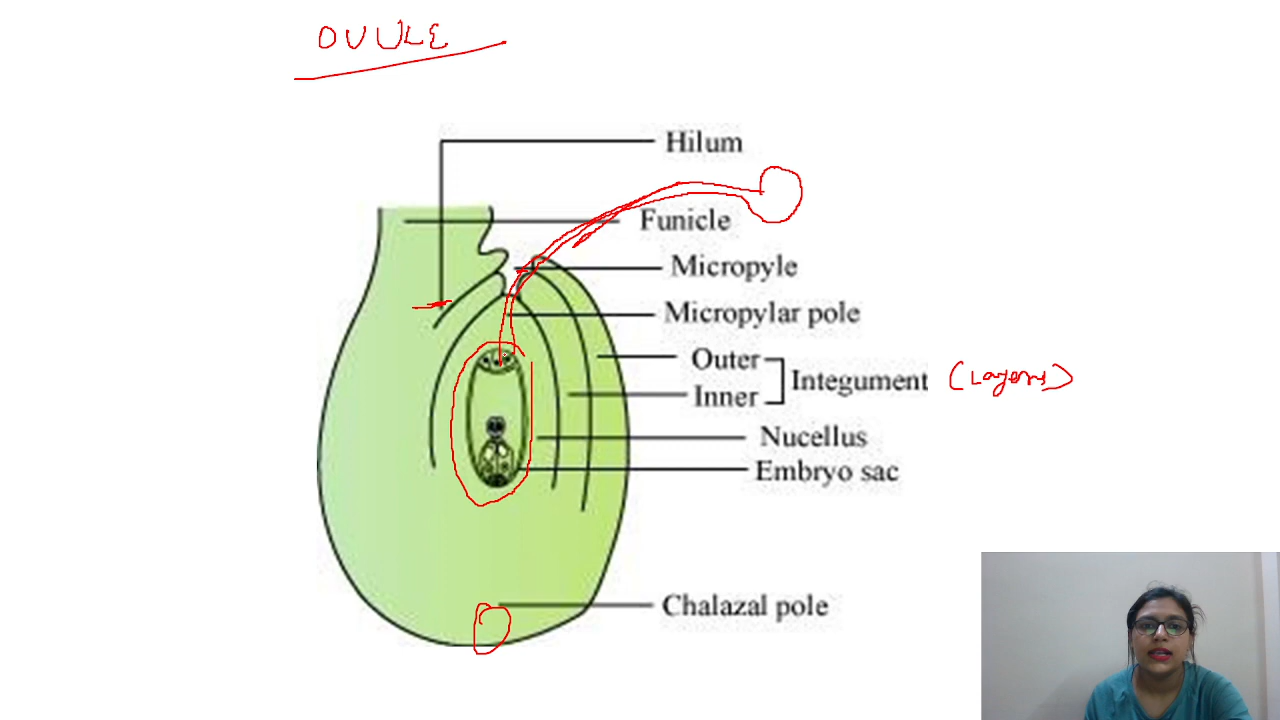 OVULE
Hilum
Funicle
Micropyle
Micropylar pole
Outer
Integument (Layers)
Inner
Nucellus
Embryo sac
Chalazal pole